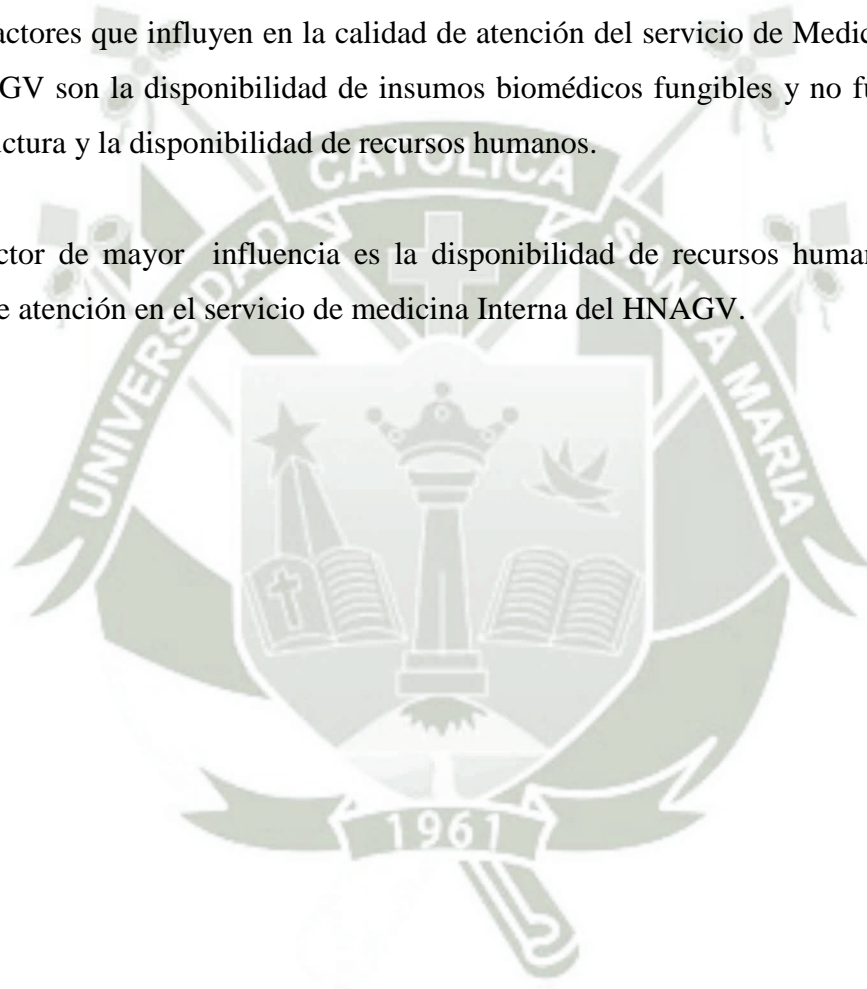 actores que influyen en la calidad de atención del servicio de Medic
GV son la disponibilidad de insumos biomédicos fungibles y no fu
uctura y la disponibilidad de recursos humanos.
ctor de mayor influencia es la disponibilidad de recursos huma
e atención en el servicio de medicina Interna del HNAGV.
UNIVERSIDAD CATOLICA SANTA MARIA
1961